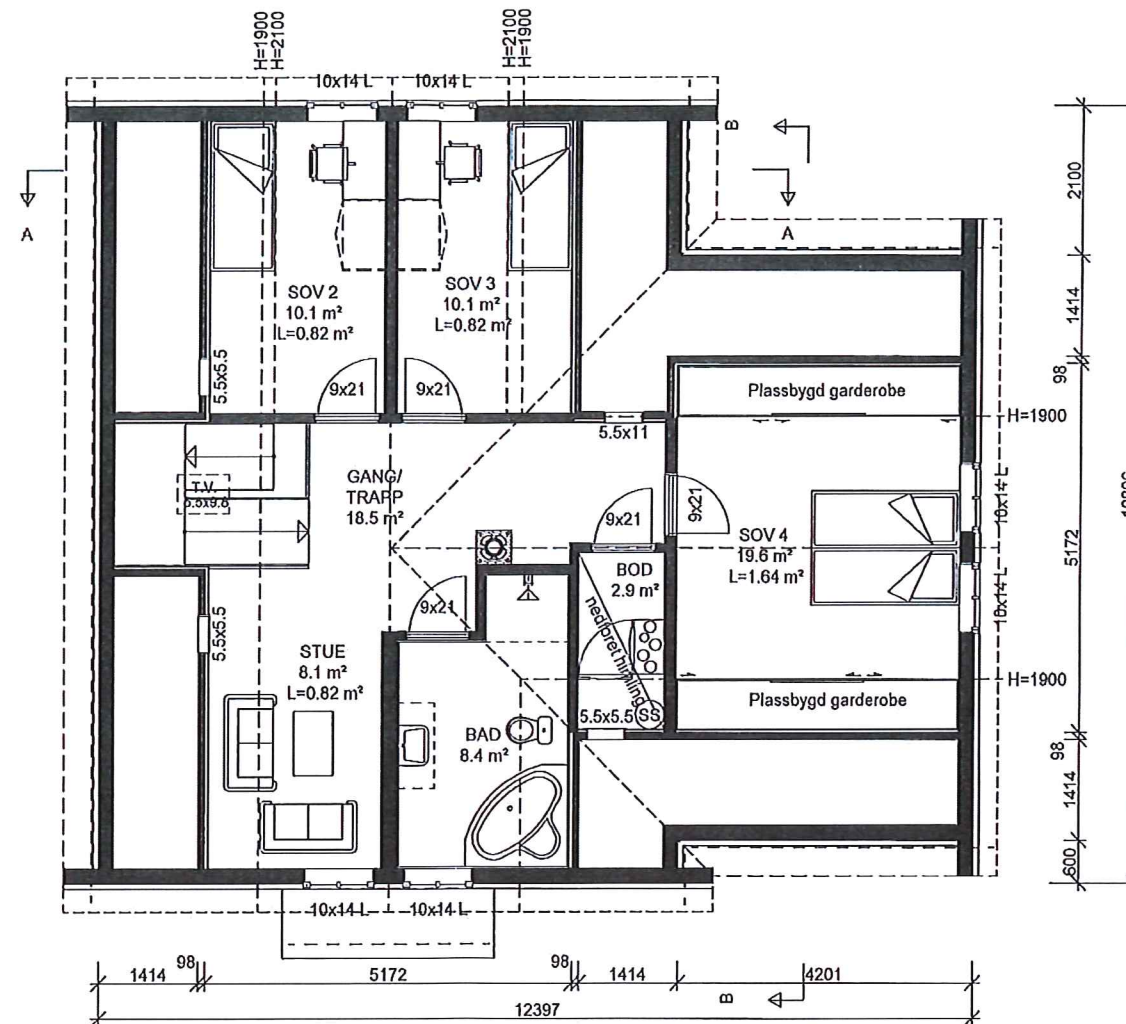 H=1900
H=2100
H=2100
H=1900
10x14 L
10x14 L
B
A
A
2100
1414
98
5172
98
1414
600
SOV 2
10.1 m²
L=0.82 m²
SOV 3
10.1 m²
L=0.82 m²
5.5x5.5
9x21
9x21
5.5x11
Plassbygd garderobe
H=1900
T.V.
GANG/
TRAPP
18.5 m²
9x21
9x21
10x14 L
SOV 4
19.6 m²
L=1.64 m²
BOD
2.9 m²
nedforet himling
10x14 L
9x21
5.5x5.5
STUE
8.1 m²
L=0.82 m²
H=1900
Plassbygd garderobe
5.5x5.5
SS
BAD
8.4 m²
10x14 L
10x14 L
1414
98
5172
98
1414
4201
B
12397